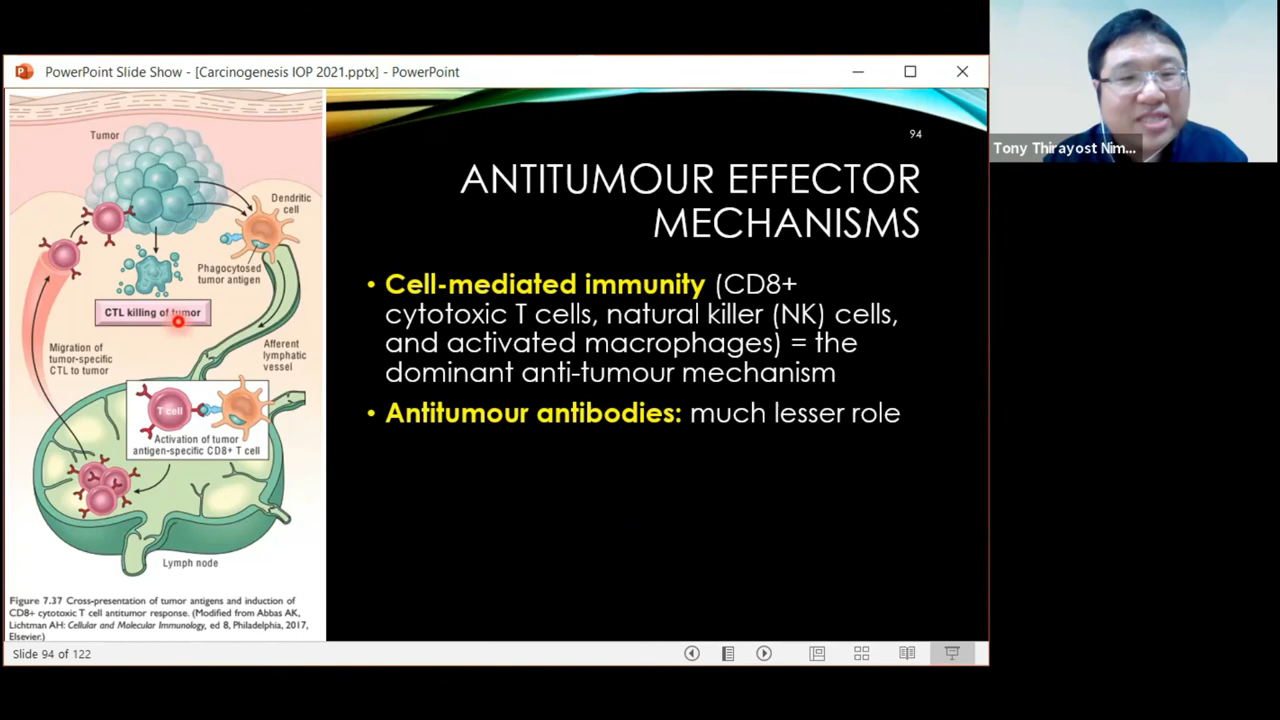 PowerPoint Slide Show - [Carcinogenesis IOP 2021.pptx] - PowerPoint
Tony Thirayost Nim...
94
ANTITUMOUR EFFECTOR
MECHANISMS
• Cell-mediated immunity (CD8+
cytotoxic T cells, natural killer (NK) cells,
and activated macrophages) = the
dominant anti-tumour mechanism
• Antitumour antibodies: much lesser role
Tumor
Dendritic
cell
Phagocytosed
tumor antigen
CTL killing of tumor
Migration of
tumor-specific
CTL to tumor
Afferent
lymphatic
vessel
T cell
Activation of tumor
antigen-specific CD8+ T cell
Lymph node
Figure 7.37 Cross-presentation of tumor antigens and induction of
CD8+ cytotoxic T cell antitumor response. (Modified from Abbas AK,
Lichtman AH: Cellular and Molecular Immunology, ed 8, Philadelphia, 2017,
Elsevier.)
Slide 94 of 122